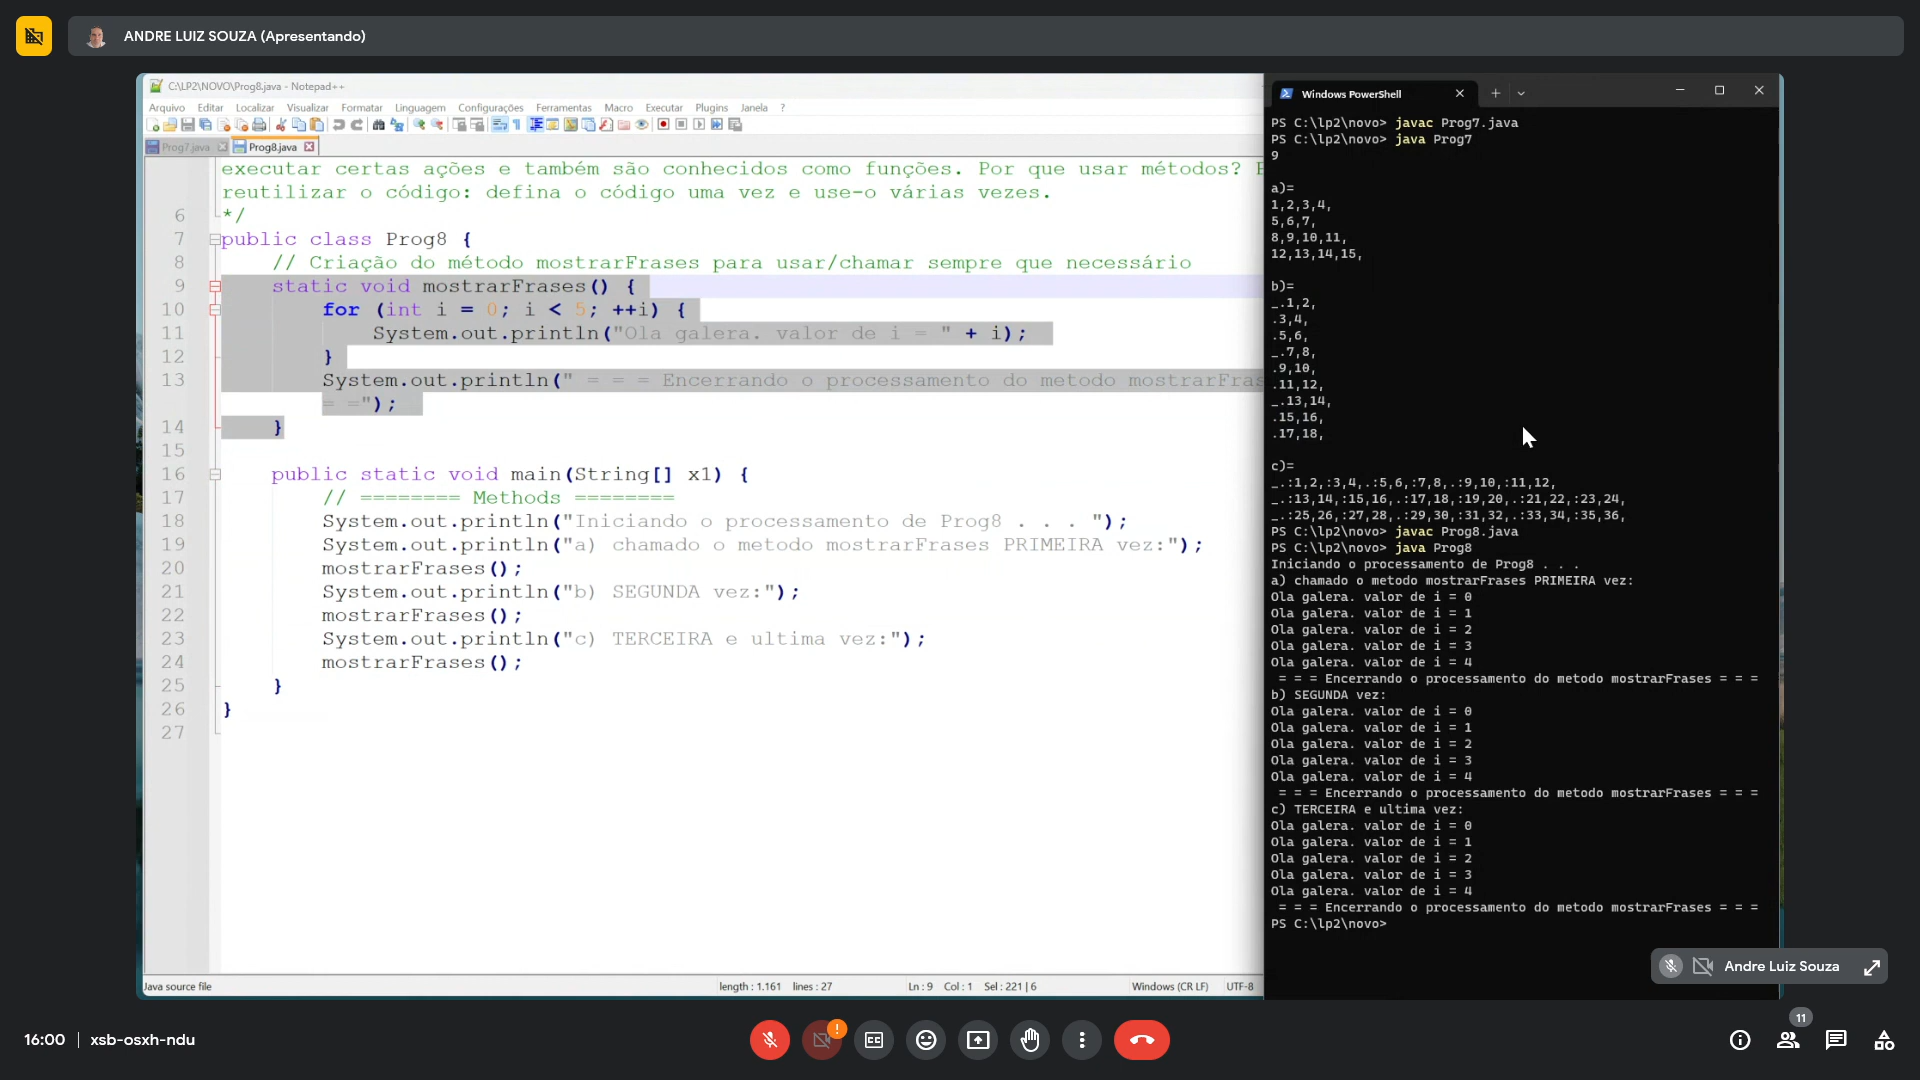 ANDRE LUIZ SOUZA (Apresentando)
C:\LP2\NOVO\Prog8.java - Notepad++
Arquivo Editar Localizar Visualizar Formatar Linguagem Configurações Ferramentas Macro Executar Plugins Janela ?
Prog7.java Prog8.java
executar certas ações e também são conhecidos como funções. Por que usar métodos?
reutilizar o código: defina o código uma vez e use-o várias vezes.
6 */
7 public class Prog8 {
8 // Criação do método mostrarFrases para usar/chamar sempre que necessário
9 static void mostrarFrases() {
10 for (int i = 0; i < 5; ++i) {
11 System.out.println("Ola galera. valor de i = " + i);
12 }
13 System.out.println(" = = = Encerrando o processamento do metodo mostrarFras
= =");
14 }
15
16 public static void main(String[] x1) {
17 // ======== Methods ========
18 System.out.println("Iniciando o processamento de Prog8 . . . ");
19 System.out.println("a) chamado o metodo mostrarFrases PRIMEIRA vez:");
20 mostrarFrases();
21 System.out.println("b) SEGUNDA vez:");
22 mostrarFrases();
23 System.out.println("c) TERCEIRA e ultima vez:");
24 mostrarFrases();
25 }
26 }
27
Java source file length : 1.161 lines : 27 Ln : 9 Col : 1 Sel : 221 | 6 Windows (CR LF) UTF-8
Windows PowerShell
PS C:\lp2\novo> javac Prog7.java
PS C:\lp2\novo> java Prog7
9
a)=
1,2,3,4,
5,6,7,
8,9,10,11,
12,13,14,15,
b)=
_.1,2,
.3,4,
.5,6,
_.7,8,
.9,10,
.11,12,
_.13,14,
.15,16,
.17,18,
c)=
_.:1,2,:3,4,.:5,6,:7,8,.:9,10,:11,12,
_.:13,14,:15,16,.:17,18,:19,20,.:21,22,:23,24,
_.:25,26,:27,28,.:29,30,:31,32,.:33,34,:35,36,
PS C:\lp2\novo> javac Prog8.java
PS C:\lp2\novo> java Prog8
Iniciando o processamento de Prog8 . . .
a) chamado o metodo mostrarFrases PRIMEIRA vez:
Ola galera. valor de i = 0
Ola galera. valor de i = 1
Ola galera. valor de i = 2
Ola galera. valor de i = 3
Ola galera. valor de i = 4
= = = Encerrando o processamento do metodo mostrarFrases = = =
b) SEGUNDA vez:
Ola galera. valor de i = 0
Ola galera. valor de i = 1
Ola galera. valor de i = 2
Ola galera. valor de i = 3
Ola galera. valor de i = 4
= = = Encerrando o processamento do metodo mostrarFrases = = =
c) TERCEIRA e ultima vez:
Ola galera. valor de i = 0
Ola galera. valor de i = 1
Ola galera. valor de i = 2
Ola galera. valor de i = 3
Ola galera. valor de i = 4
= = = Encerrando o processamento do metodo mostrarFrases = = =
PS C:\lp2\novo>
Andre Luiz Souza
16:00 | xsb-osxh-ndu
11